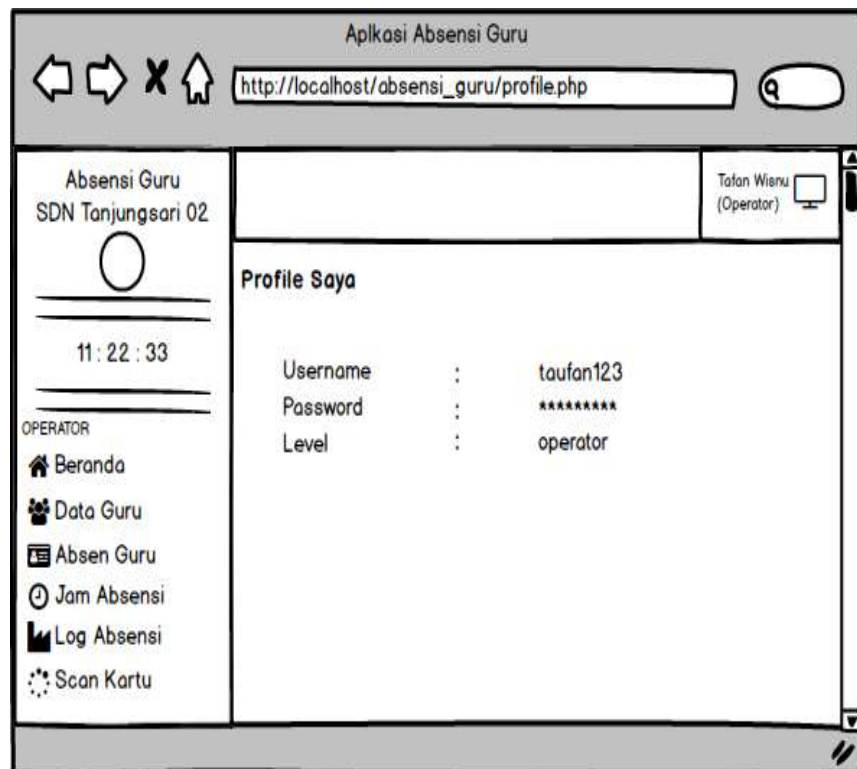 Aplkasi Absensi Guru
http://localhost/absensi_guru/profile.php
Absensi Guru
SDN Tanjungsari 02
11 : 22 : 33
OPERATOR
Beranda
Data Guru
Absen Guru
Jam Absensi
Log Absensi
Scan Kartu
Tafan Wisnu
(Operator)
Profile Saya
Username : taufan123
Password : *********
Level : operator